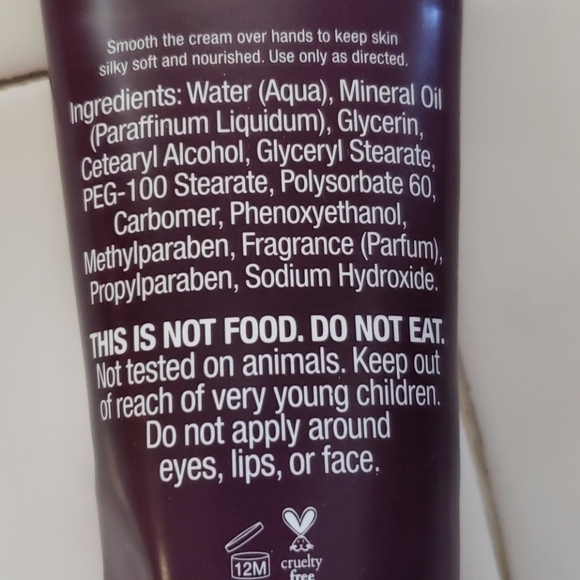 Smooth the cream over hands to keep skin
silky soft and nourished. Use only as directed.
Ingredients: Water (Aqua), Mineral Oil
(Paraffinum Liquidum), Glycerin,
Cetearyl Alcohol, Glyceryl Stearate,
PEG-100 Stearate, Polysorbate 60,
Carbomer, Phenoxyethanol,
Methylparaben, Fragrance (Parfum),
Propylparaben, Sodium Hydroxide.
THIS IS NOT FOOD. DO NOT EAT.
Not tested on animals. Keep out
of reach of very young children.
Do not apply around
eyes, lips, or face.
12M
cruelty
free